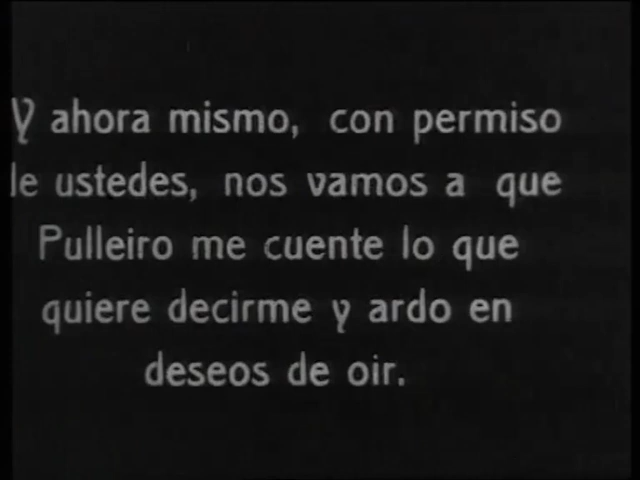 Y ahora mismo, con permiso
de ustedes, nos vamos a que
Pulleiro me cuente lo que
quiere decirme y ardo en
deseos de oir.